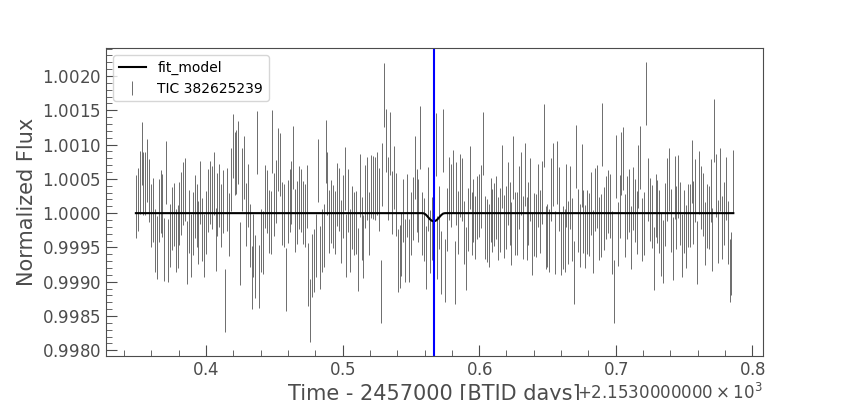 fit_model
TIC 382625239
1.0020
1.0015
1.0010
1.0005
1.0000
0.9995
0.9990
0.9985
0.9980
Normalized Flux
0.4 0.5 0.6 0.7 0.8
Time - 2457000 [BTJD days]
+2.1530000000 × 10³